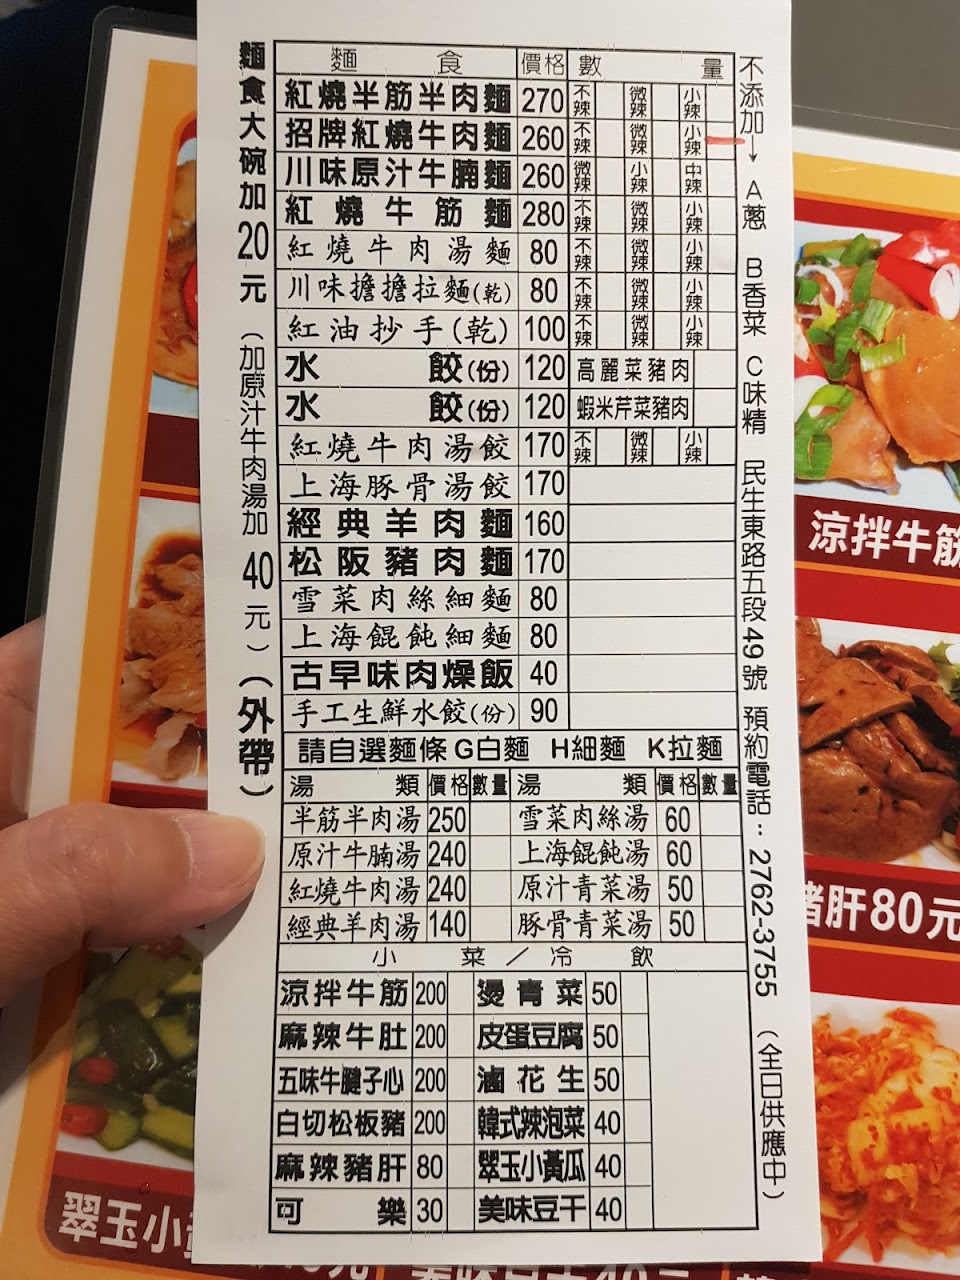 麵食大碗加20元（加原汁牛肉湯加40元）（外帶）
麵食 價格 數量
紅燒半筋半肉麵 270 不辣 微辣 小辣
招牌紅燒牛肉麵 260 不辣 微辣 小辣
川味原汁牛腩麵 260 微辣 小辣 中辣
紅燒牛筋麵 280 不辣 微辣 小辣
紅燒牛肉湯麵 80 不辣 微辣 小辣
川味擔擔拉麵(乾) 80 不辣 微辣 小辣
紅油抄手(乾) 100 不辣 微辣 小辣
水餃(份) 120 高麗菜豬肉
水餃(份) 120 蝦米芹菜豬肉
紅燒牛肉湯餃 170 不辣 微辣 小辣
上海豚骨湯餃 170
經典羊肉麵 160
松阪豬肉麵 170
雪菜肉絲細麵 80
上海餛飩細麵 80
古早味肉燥飯 40
手工生鮮水餃(份) 90
請自選麵條 G白麵 H細麵 K拉麵
湯類 價格 數量 湯類 價格 數量
半筋半肉湯 250 雪菜肉絲湯 60
原汁牛腩湯 240 上海餛飩湯 60
紅燒牛肉湯 240 原汁青菜湯 50
經典羊肉湯 140 豚骨青菜湯 50
小菜／冷飲
涼拌牛筋 200 燙青菜 50
麻辣牛肚 200 皮蛋豆腐 50
五味牛腱子心 200 滷花生 50
白切松板豬 200 韓式辣泡菜 40
麻辣豬肝 80 翠玉小黃瓜 40
可樂 30 美味豆干 40
不添加→ A蔥 B香菜 C味精 民生東路五段49號 預約電話：2762-3755 （全日供應中）
涼拌牛筋
豬肝80元
翠玉小